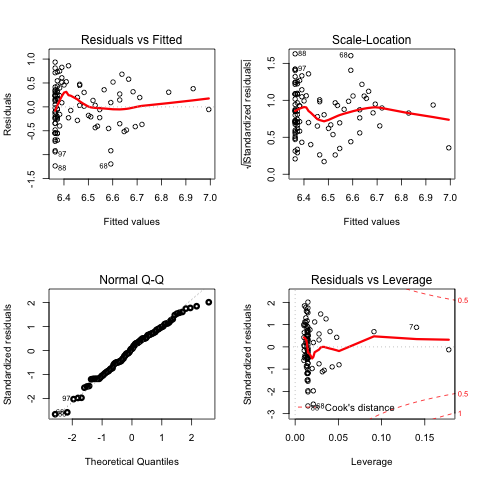 Residuals vs Fitted
Residuals
1.0
0.5
0.0
-1.5
97
88
68
6.4 6.5 6.6 6.7 6.8 6.9 7.0
Fitted values
Scale-Location
√|Standardized residuals|
1.5
1.0
0.5
0.0
88
97
68
6.4 6.5 6.6 6.7 6.8 6.9 7.0
Fitted values
Normal Q-Q
Standardized residuals
2
1
0
-1
-2
97
-2 -1 0 1 2
Theoretical Quantiles
Residuals vs Leverage
Standardized residuals
2
1
0
-1
-2
-3
7
68
Cook's distance
0.5
0.5
1
0.00 0.05 0.10 0.15
Leverage